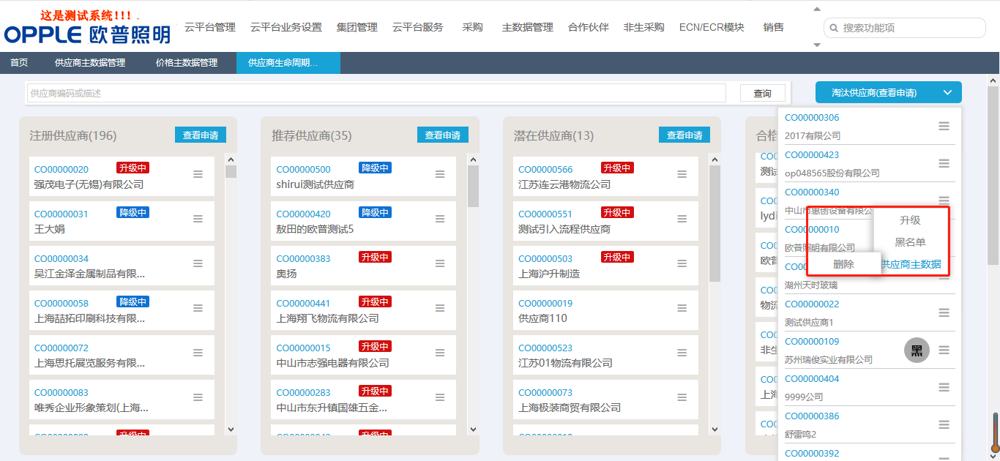 这是测试系统!!!
OPPLE 欧普照明
云平台管理 云平台业务设置 集团管理 云平台服务 采购 主数据管理 合作伙伴 非生采购 ECN/ECR模块 销售
搜索功能项
首页 供应商主数据管理 价格主数据管理 供应商生命周期...
供应商编码或描述 查询 淘汰供应商(查看申请)
注册供应商(196) 查看申请
CO00000020 升级中
强茂电子(无锡)有限公司
CO00000031 降级中
王大娟
CO00000034
吴江金泽金属制品有限...
CO00000058 降级中
上海喆拓印刷科技有限...
CO00000072
上海思托展览服务有限...
CO00000083
唯秀企业形象策划(上海...
升级中
推荐供应商(35) 查看申请
CO00000500 降级中
shirui测试供应商
CO00000420 降级中
敖田的欧普测试5
CO00000383 升级中
奥扬
CO00000441 升级中
上海翔飞物流有限公司
CO00000015 升级中
中山市志强电器有限公司
CO00000283 升级中
中山市东升镇国雄五金...
升级中
潜在供应商(13) 查看申请
CO00000566 升级中
江苏连云港物流公司
CO00000551 升级中
测试引入流程供应商
CO00000503 升级中
上海沪升制造
CO00000019
供应商110
CO00000523
江苏01物流有限公司
CO00000073
上海极装商贸有限公司
合格
CO0
测试
CO0
lydi
CO0
欧普
CO0
物流
CO0
非生
CO0
上海
CO0
CO00000306
2017有限公司
CO00000423
op048565股份有限公司
CO00000340
中山市惠创设备有限公
CO00000010
欧普照明有限公司
CO0
湖州天时玻璃
CO00000022
测试供应商1
CO00000109
苏州瑞俊实业有限公司
黑
CO00000404
9999公司
CO00000386
舒雷鸣2
CO00000392
升级
黑名单
删除 供应商主数据